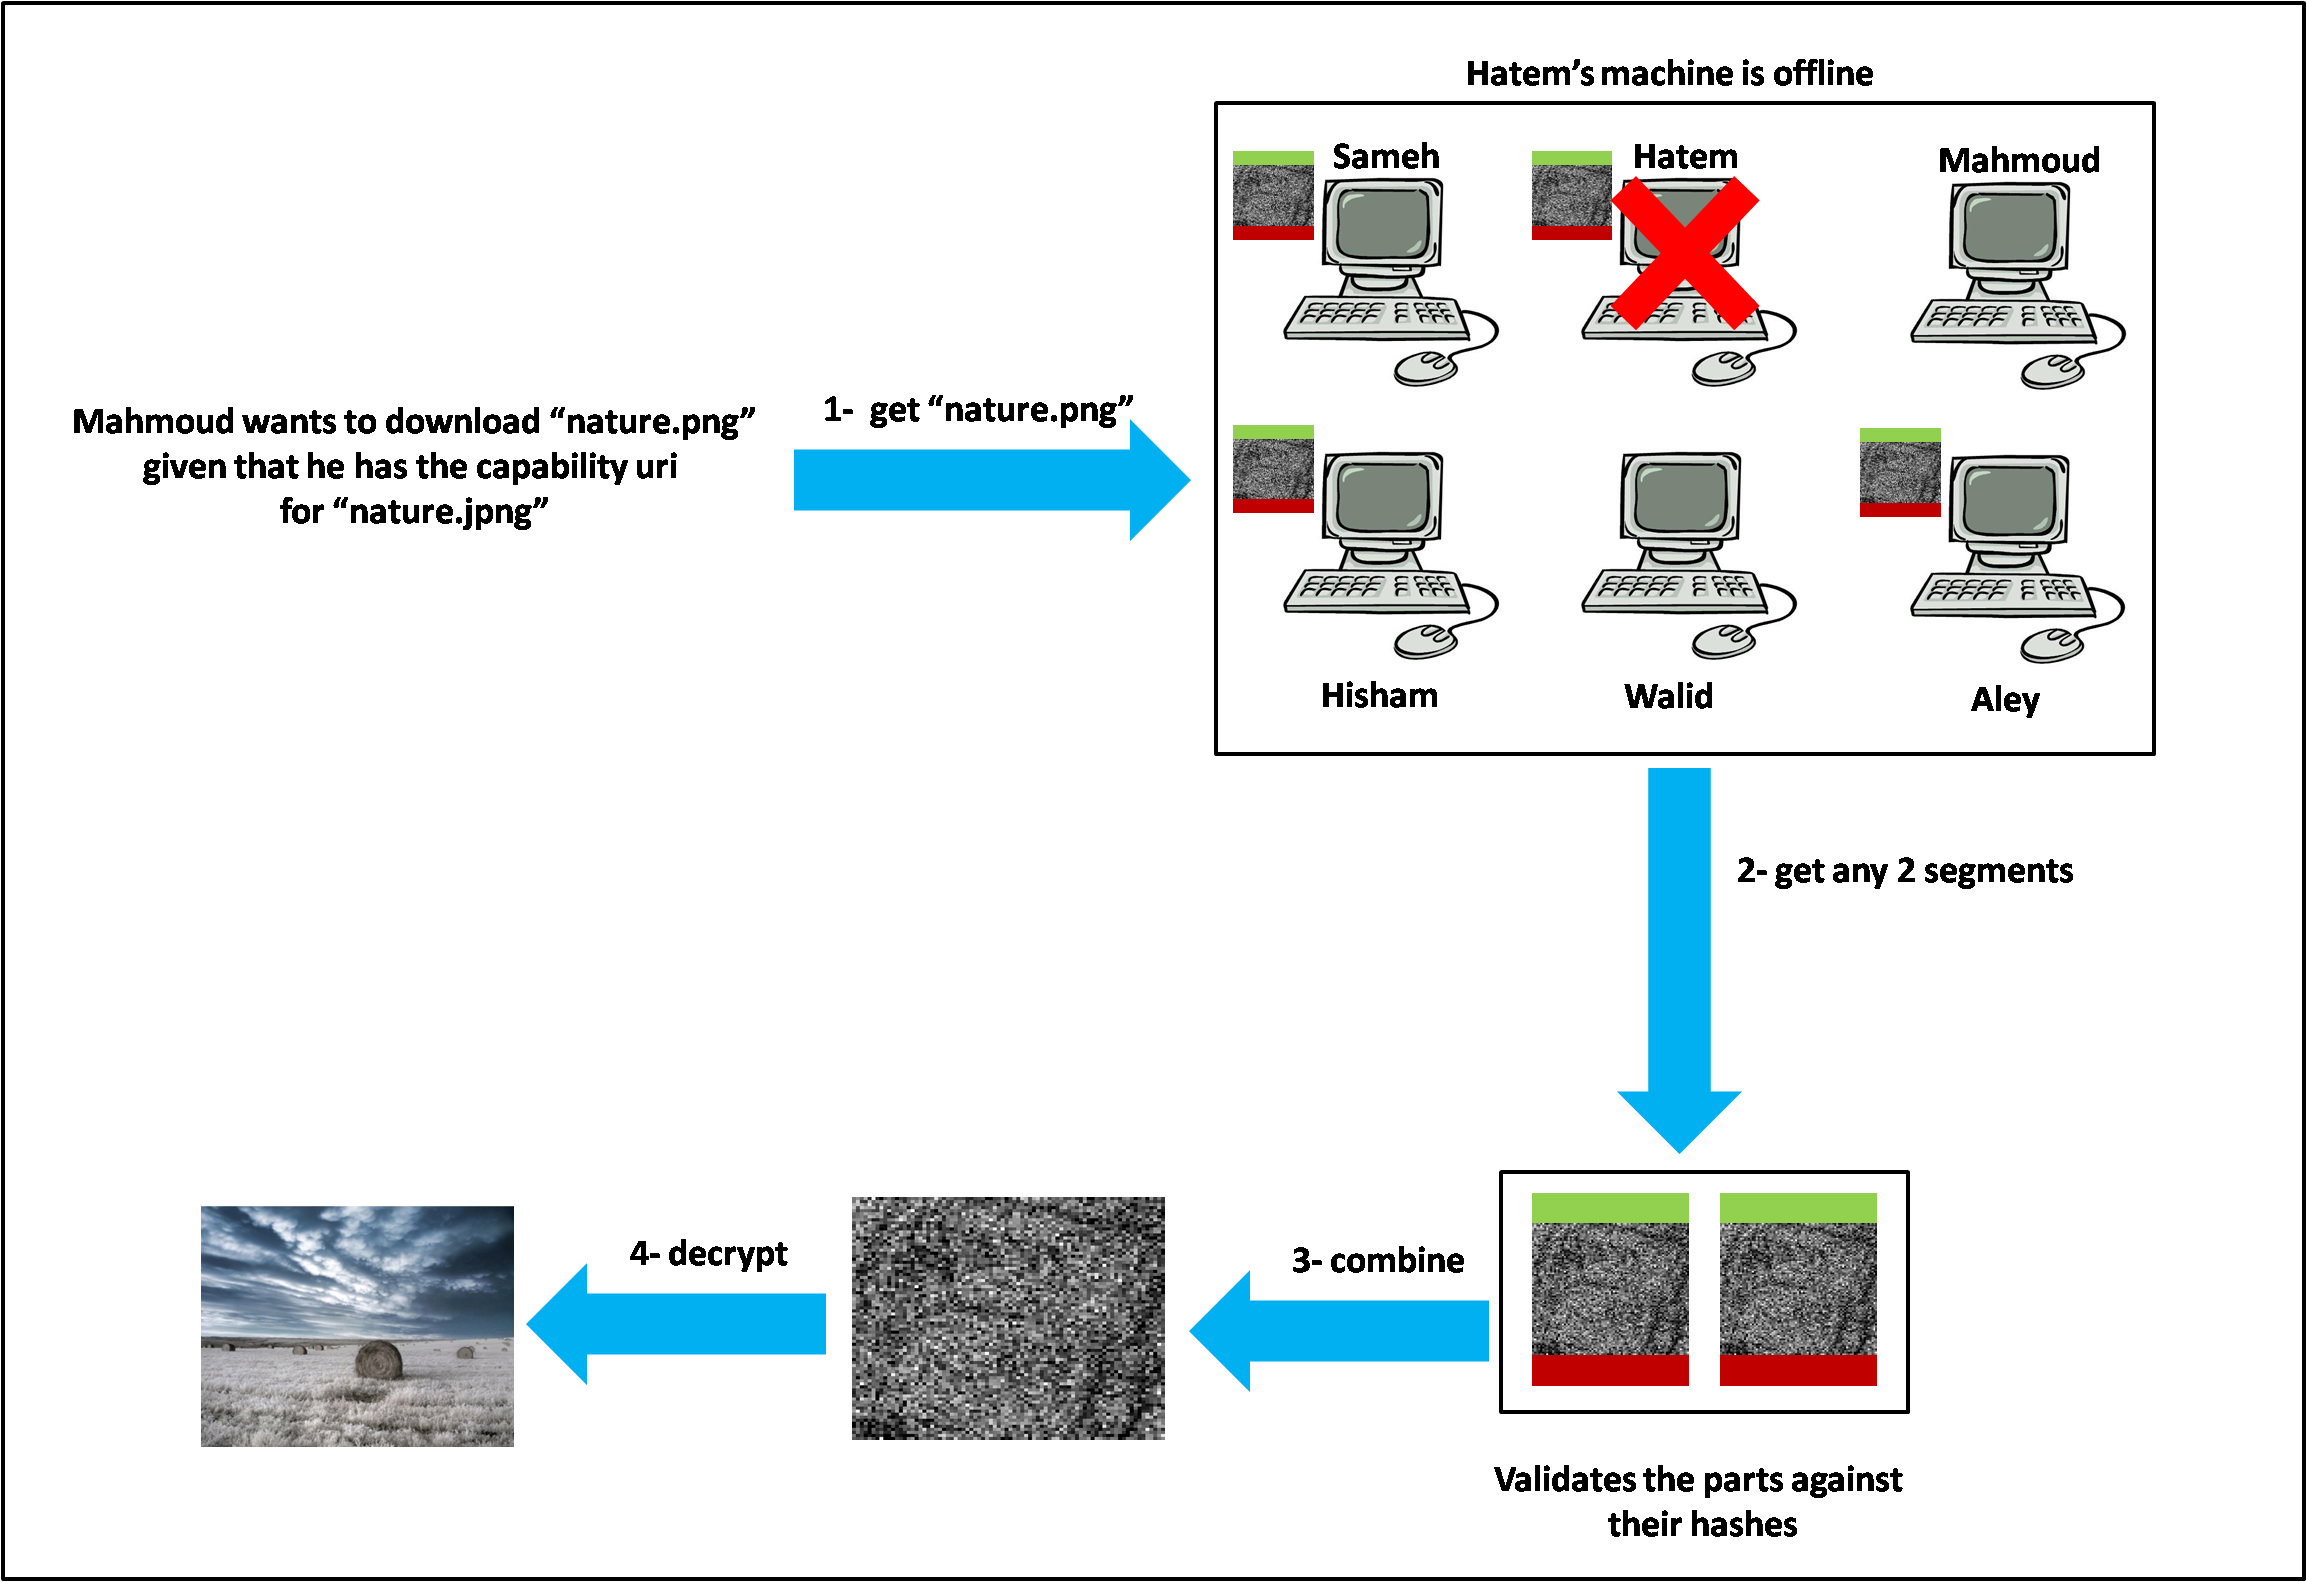 Hatem’s machine is offline
Sameh
Hatem
Mahmoud
1-  get “nature.png”
Mahmoud wants to download “nature.png”
given that he has the capability uri
for “nature.jpng”
Hisham
Walid
Aley
2- get any 2 segments
3- combine
4- decrypt
Validates the parts against
their hashes